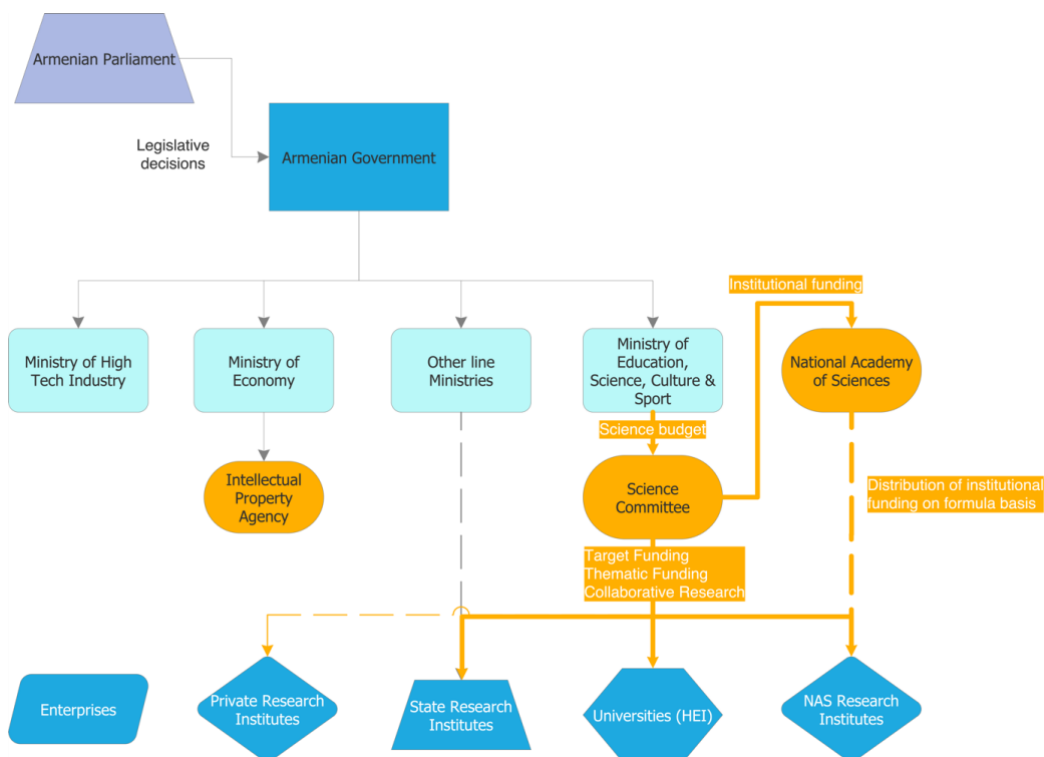 Armenian Parliament
Legislative
decisions
Armenian Government
Institutional funding
Ministry of High
Tech Industry
Ministry of
Economy
Other line
Ministries
Ministry of
Education,
Science, Culture &
Sport
National Academy
of Sciences
Science budget
Intellectual
Property
Agency
Science
Committee
Distribution of institutional
funding on formula basis
Target Funding
Thematic Funding
Collaborative Research
Enterprises
Private Research
Institutes
State Research
Institutes
Universities (HEI)
NAS Research
Institutes